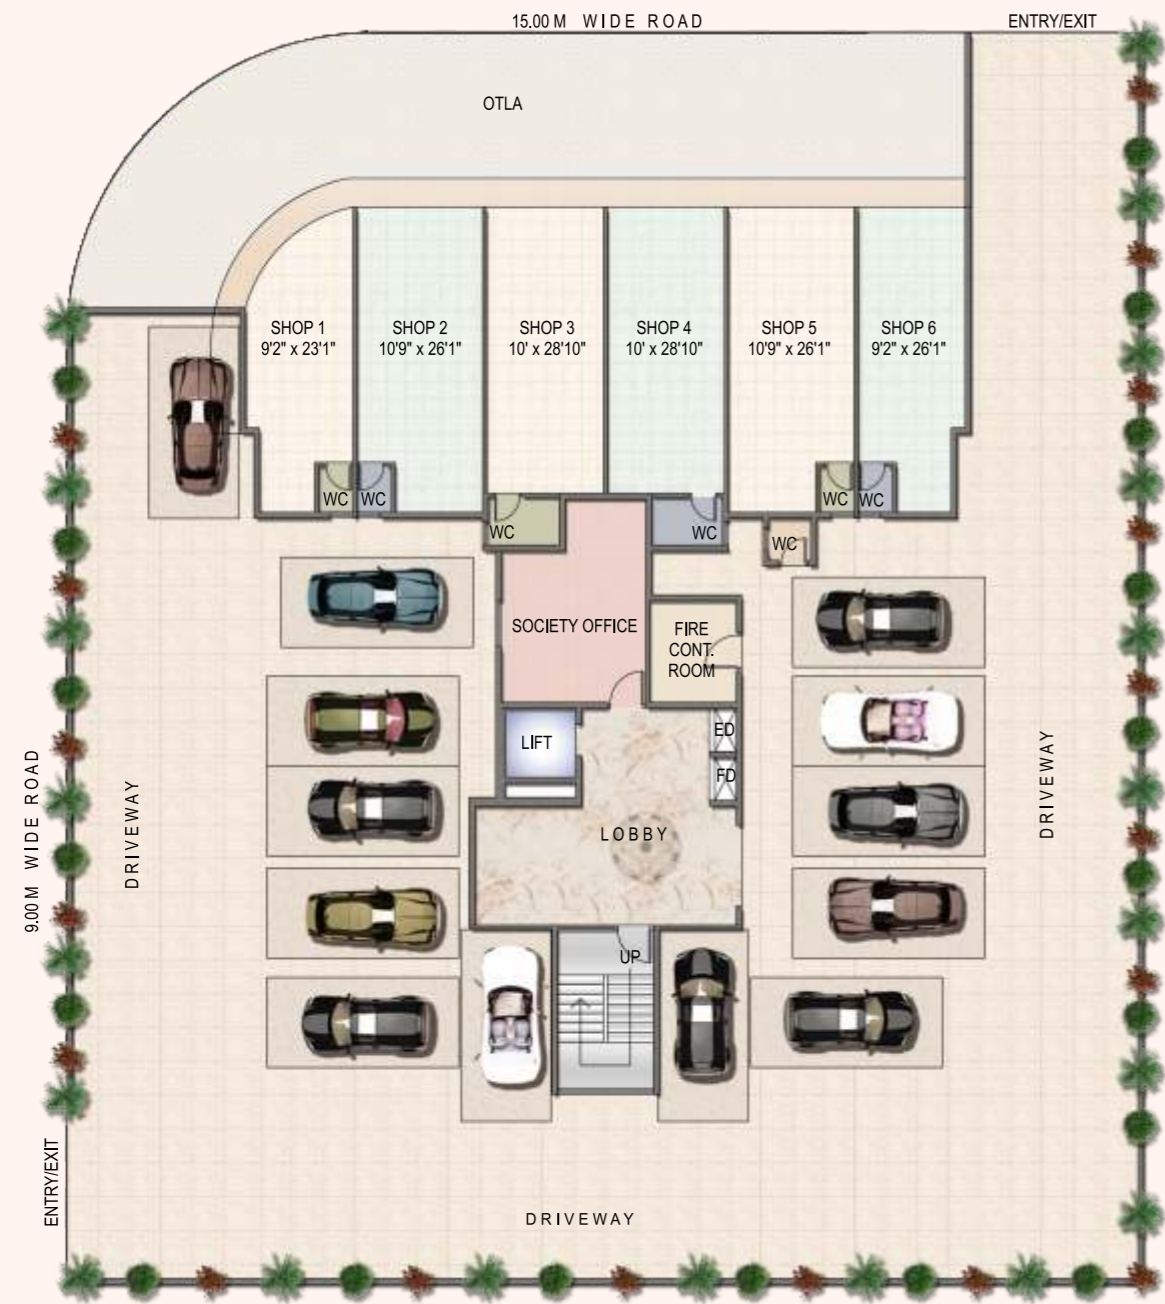 15.00 M WIDE ROAD
ENTRY/EXIT
OTLA
SHOP 1
9'2" x 23'1"
SHOP 2
10'9" x 26'1"
SHOP 3
10' x 28'10"
SHOP 4
10' x 28'10"
SHOP 5
10'9" x 26'1"
SHOP 6
9'2" x 26'1"
WC
WC
WC
WC
WC
WC
WC
SOCIETY OFFICE
FIRE
CONT.
ROOM
LIFT
ED
FD
LOBBY
UP
9.00 M WIDE ROAD
DRIVEWAY
DRIVEWAY
ENTRY/EXIT
DRIVEWAY